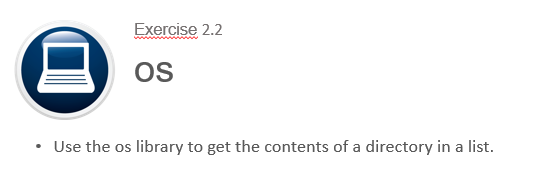 Exercise 2.2
OS
• Use the os library to get the contents of a directory in a list.